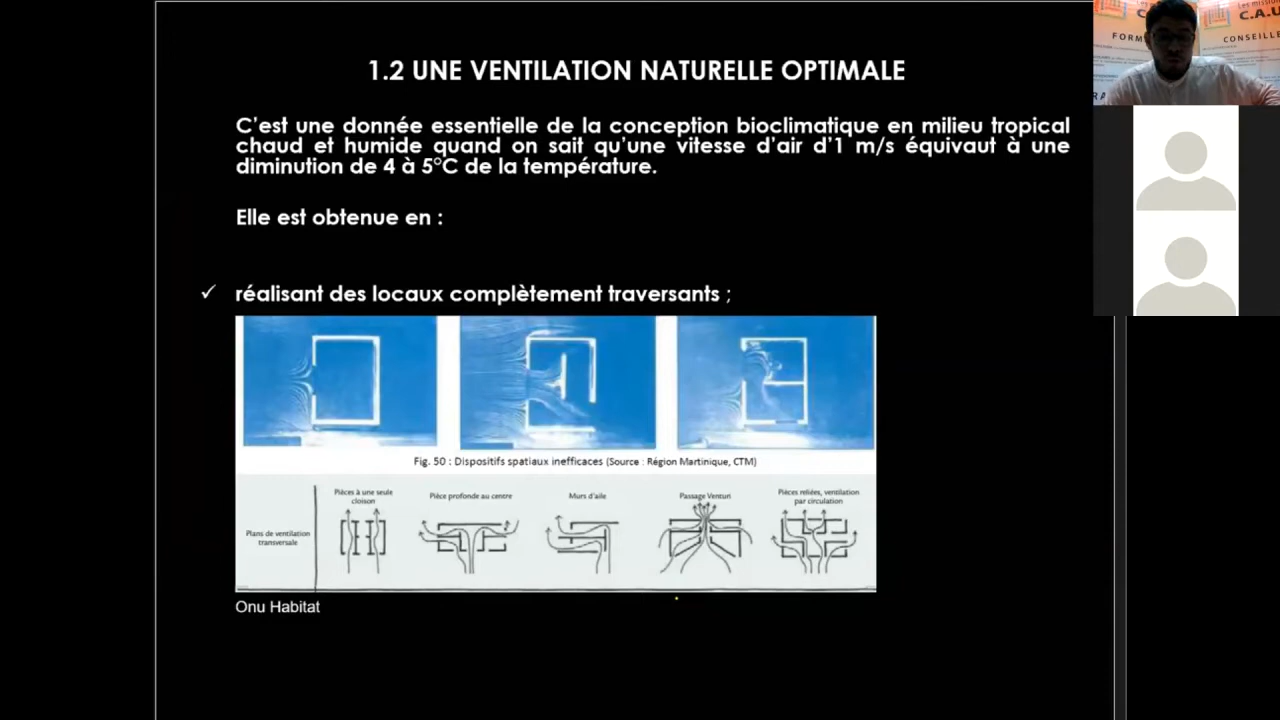 1.2 UNE VENTILATION NATURELLE OPTIMALE
C'est une donnée essentielle de la conception bioclimatique en milieu tropical
chaud et humide quand on sait qu'une vitesse d'air d'1 m/s équivaut à une
diminution de 4 à 5°C de la température.
Elle est obtenue en :
✓ réalisant des locaux complètement traversants ;
Fig. 50 : Dispositifs spatiaux inefficaces (Source : Région Martinique, CTM)
Pièces à une seule
cloison
Pièce profonde au centre
Murs d'aile
Passage Venturi
Pièces reliées, ventilation
par circulation
Plans de ventilation
transversale
Onu Habitat
Les mission
C.A.U
FORM
CONSEILLE